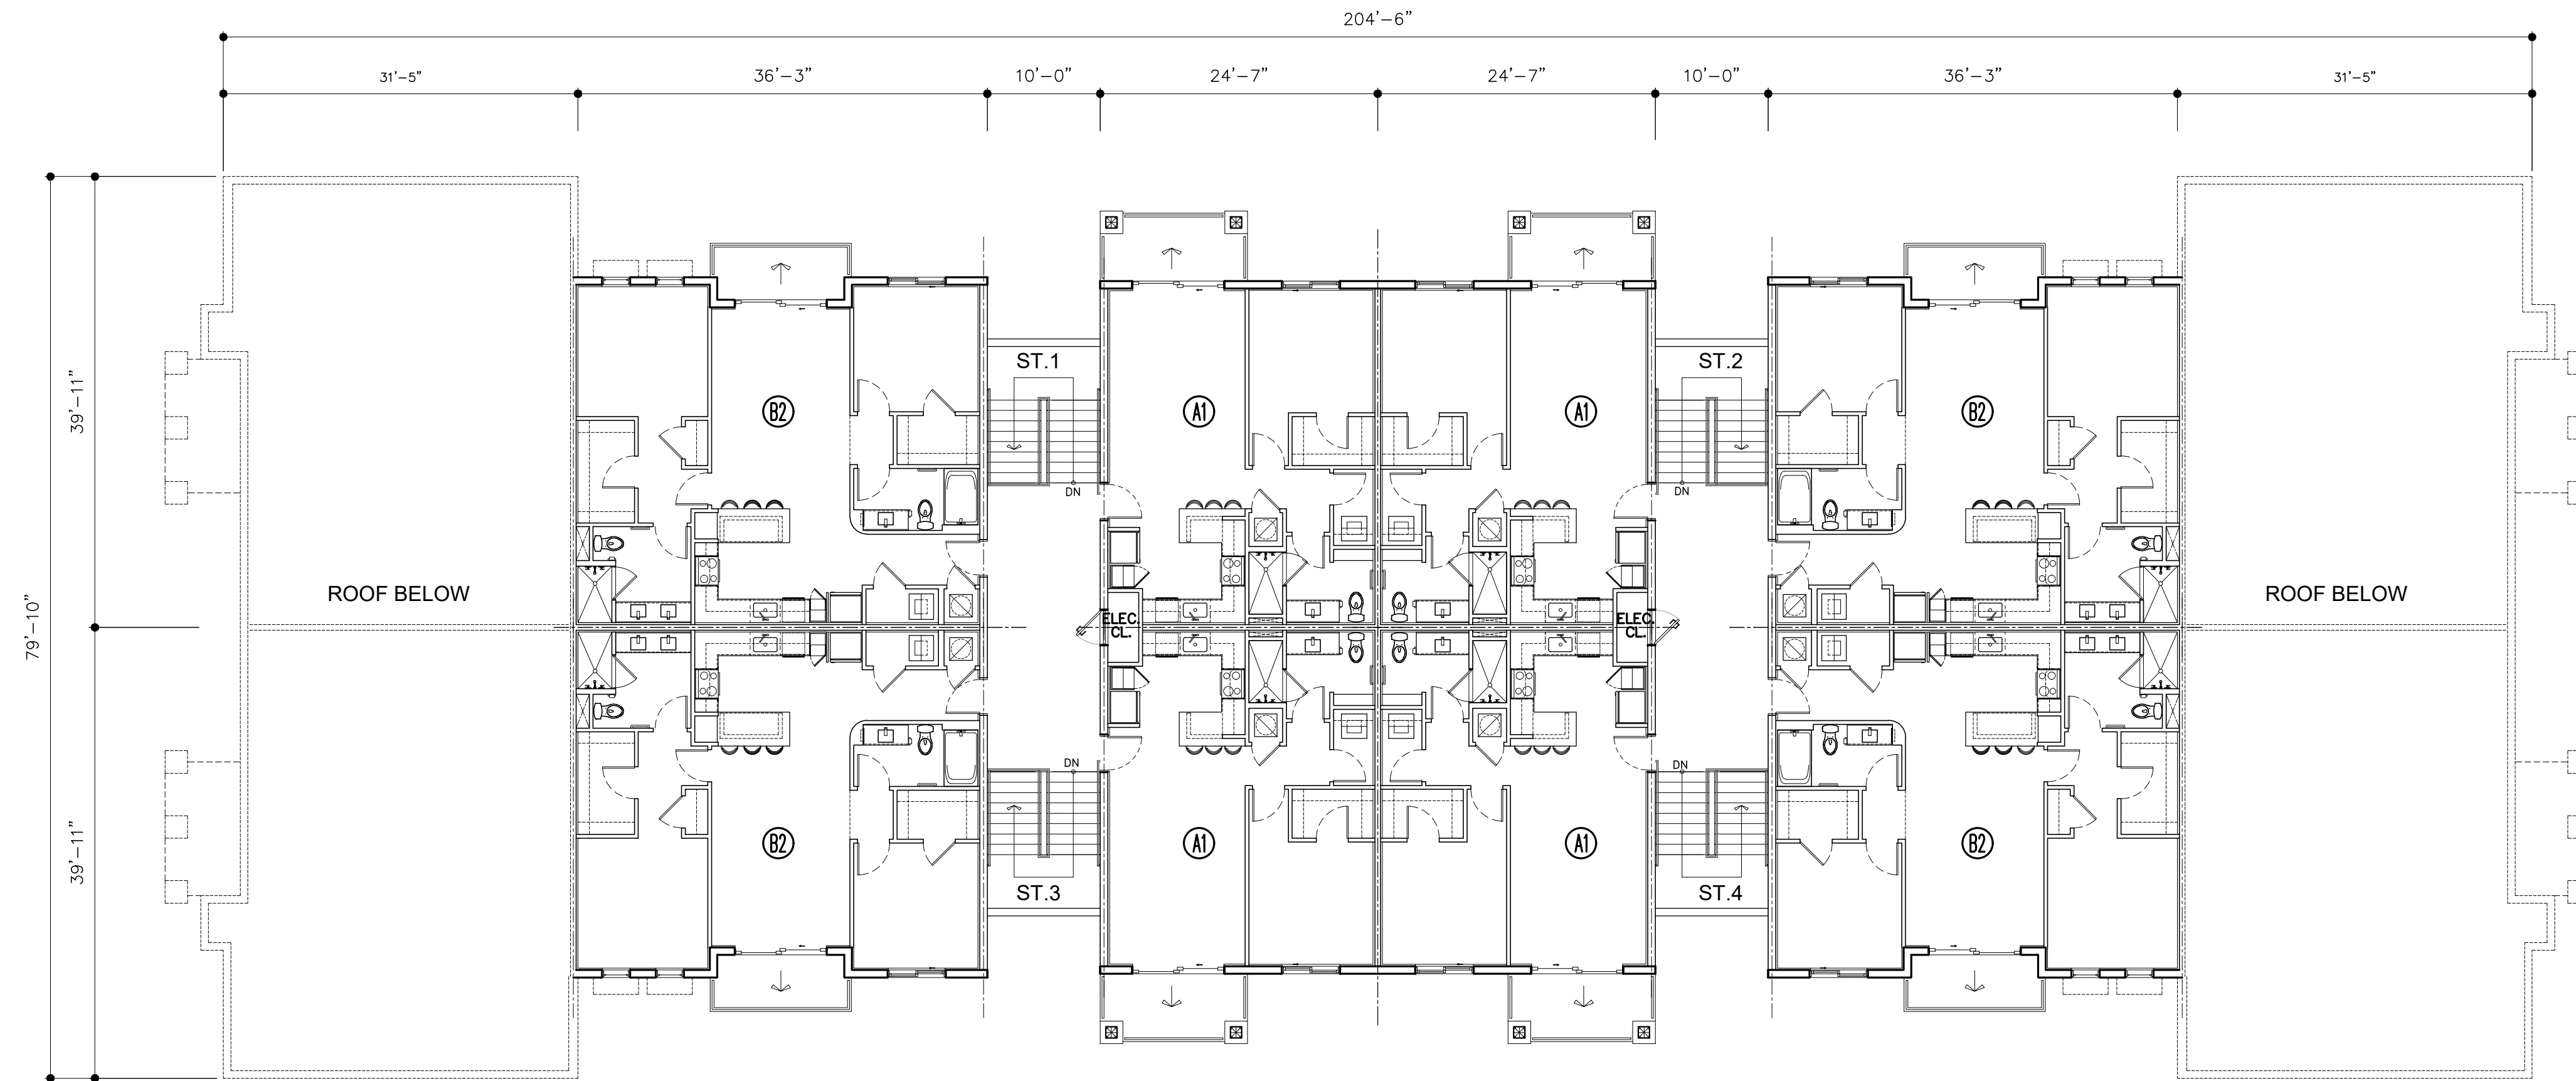 204'-6"
31'-5" 36'-3" 10'-0" 24'-7" 24'-7" 10'-0" 36'-3" 31'-5"
39'-11"
79'-10"
39'-11"
ST.1 ST.2
B2 A1 A1 B2
DN DN
ROOF BELOW ROOF BELOW
ELEC. ELEC.
CL. CL.
DN DN
B2 A1 A1 B2
ST.3 ST.4